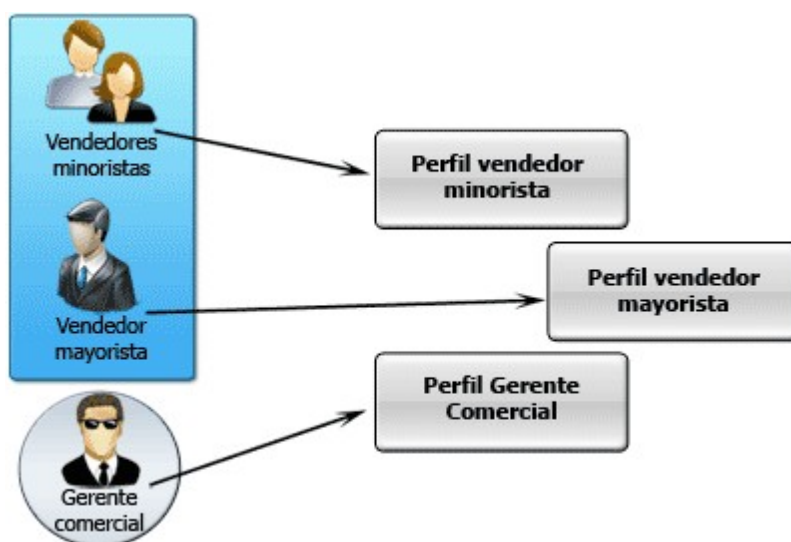 Vendedores
minoristas
Perfil vendedor
minorista
Vendedor
mayorista
Perfil vendedor
mayorista
Gerente
comercial
Perfil Gerente
Comercial